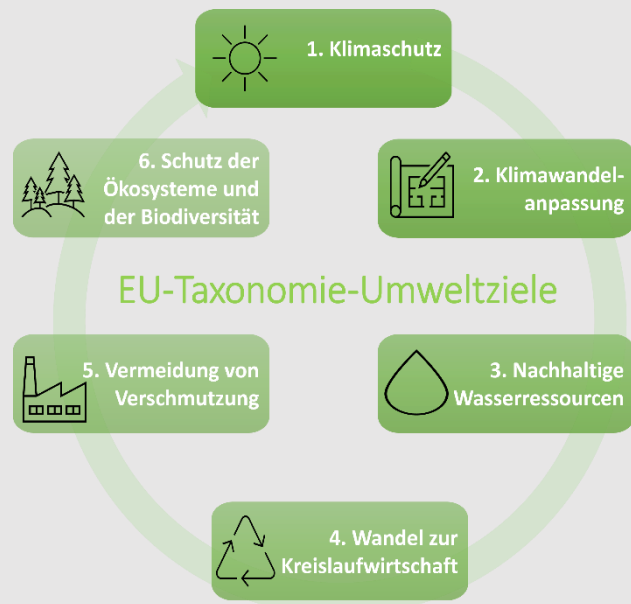 1. Klimaschutz
2. Klimawandel-
anpassung
3. Nachhaltige
Wasserressourcen
4. Wandel zur
Kreislaufwirtschaft
5. Vermeidung von
Verschmutzung
6. Schutz der
Ökosysteme und
der Biodiversität
EU-Taxonomie-Umweltziele